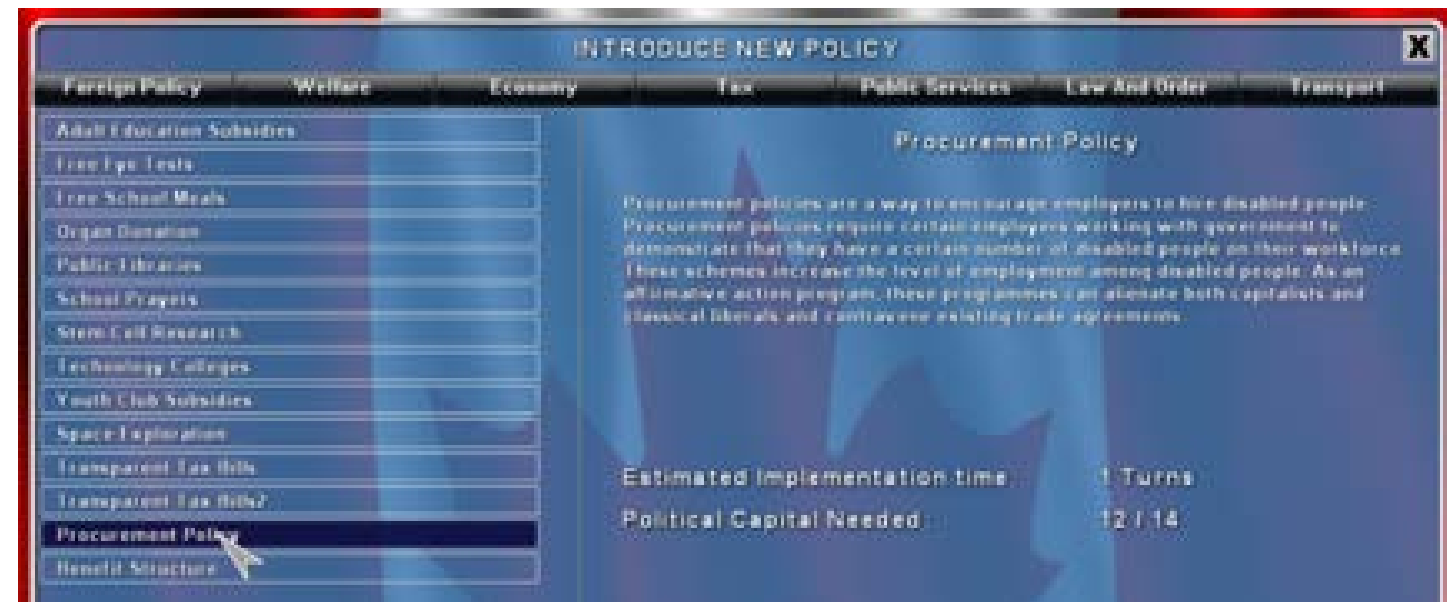 INTRODUCE NEW POLICY
X
Foreign Policy Welfare Economy Tax Public Services Law And Order Transport
Adult Education Subsidies
Free Eye Tests
Free School Meals
Organ Donation
Public Libraries
School Prayers
Stem Cell Research
Technology Colleges
Youth Club Subsidies
Space Exploration
Transparent Tax Bills
Transparent Tax Bills2
Procurement Policy
Benefit Structure
Procurement Policy
Procurement policies are a way to encourage employers to hire disabled people
Procurement policies require certain employers working with government to
demonstrate that they have a certain number of disabled people on their workforce
These schemes increase the level of employment among disabled people. As an
affirmative action program, these programmes can alienate both capitalists and
classical liberals and contravene existing trade agreements
Estimated Implementation time 1 Turns
Political Capital Needed: 12 / 14